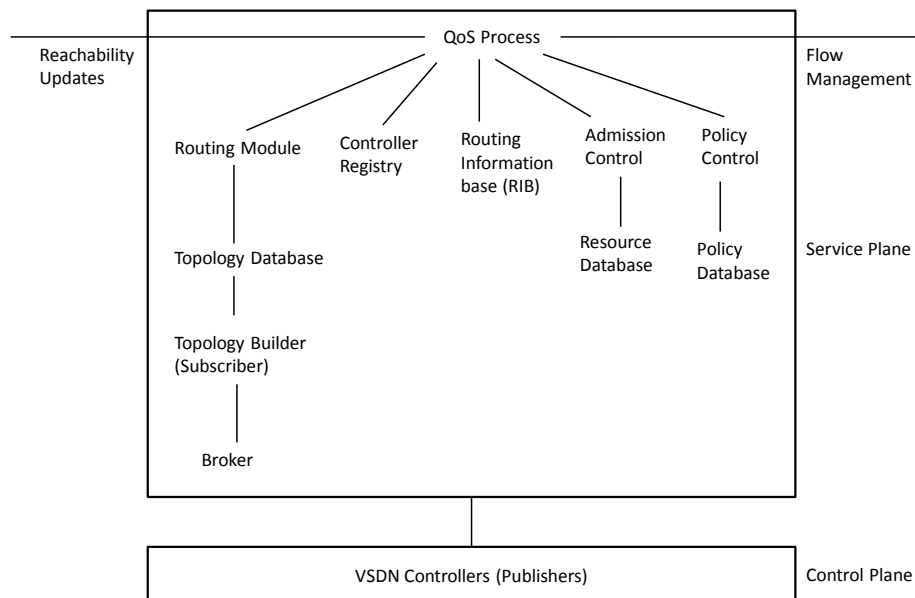 QoS Process
Reachability
Updates
Flow
Management
Routing Module
Controller
Registry
Routing
Information
base (RIB)
Admission
Control
Policy
Control
Topology Database
Resource
Database
Policy
Database
Service Plane
Topology Builder
(Subscriber)
Broker
VSDN Controllers (Publishers)
Control Plane